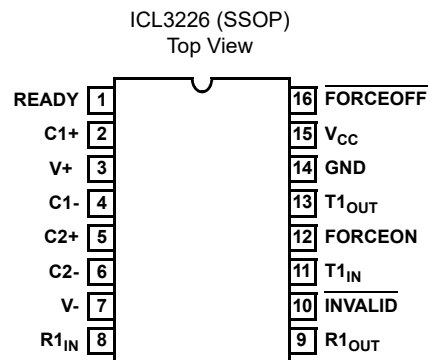 ICL3226 (SSOP)
Top View
READY 1 16 FORCEOFF
C1+ 2 15 VCC
V+ 3 14 GND
C1- 4 13 T1OUT
C2+ 5 12 FORCEON
C2- 6 11 T1IN
V- 7 10 INVALID
R1IN 8 9 R1OUT